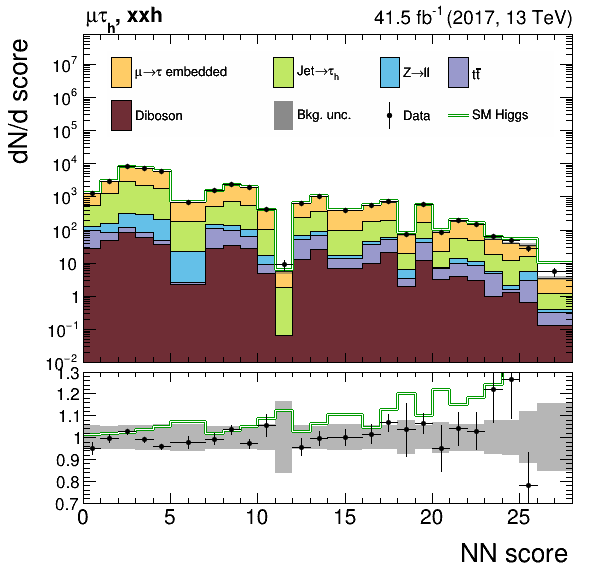 μτₕ, xxh 41.5 fb⁻¹ (2017, 13 TeV)
dN/d score
10⁷
10⁶
10⁵
10⁴
10³
10²
10
1
10⁻¹
10⁻²
μ→τ embedded Jet→τₕ Z→ll tt̄
Diboson Bkg. unc. Data SM Higgs
1.3
1.2
1.1
1
0.9
0.8
0.7
0 5 10 15 20 25
NN score